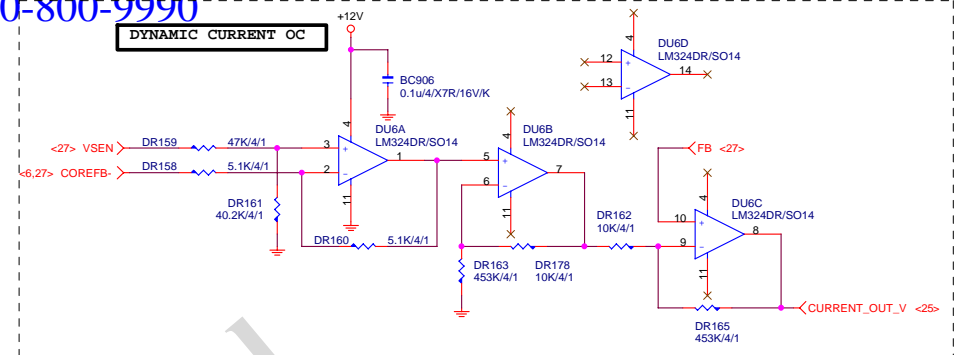 0-800-9990
DYNAMIC CURRENT OC
+12V
BC906
0.1u/4/X7R/16V/K
DU6D
LM324DR/SO14
4
12
13
14
11
+
-
DU6A
LM324DR/SO14
4
3
2
1
11
+
-
DU6B
LM324DR/SO14
4
5
6
7
11
+
-
<27> VSEN
DR159
47K/4/1
<6,27> COREFB-
DR158
5.1K/4/1
DR161
40.2K/4/1
DR160
5.1K/4/1
DR163
453K/4/1
DR178
10K/4/1
DR162
10K/4/1
FB <27>
DU6C
LM324DR/SO14
4
10
9
8
11
+
-
DR165
453K/4/1
CURRENT_OUT_V <25>